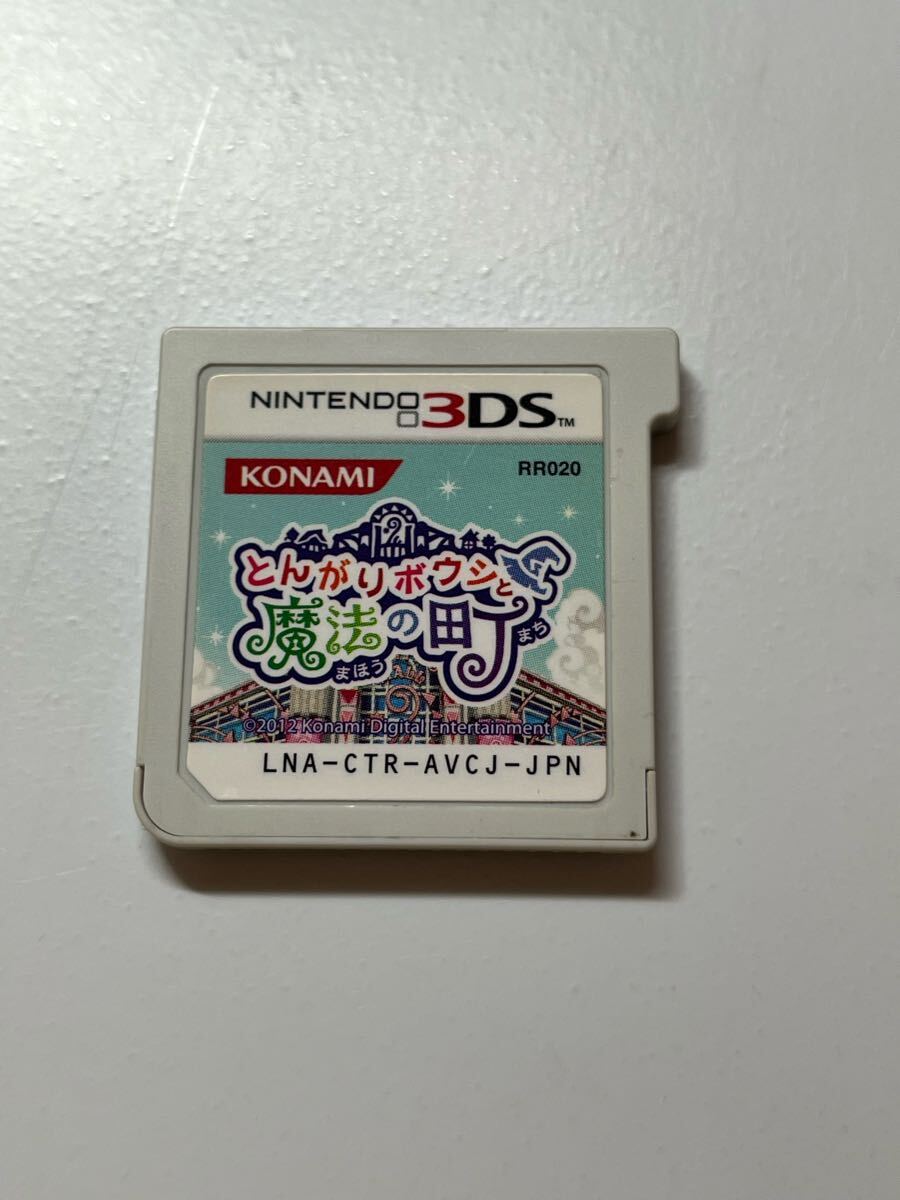 NINTENDO 3DS™
KONAMI
RR020
とんがりボウシと
魔法の町
まほう
まち
©2012 Konami Digital Entertainment
LNA-CTR-AVCJ-JPN